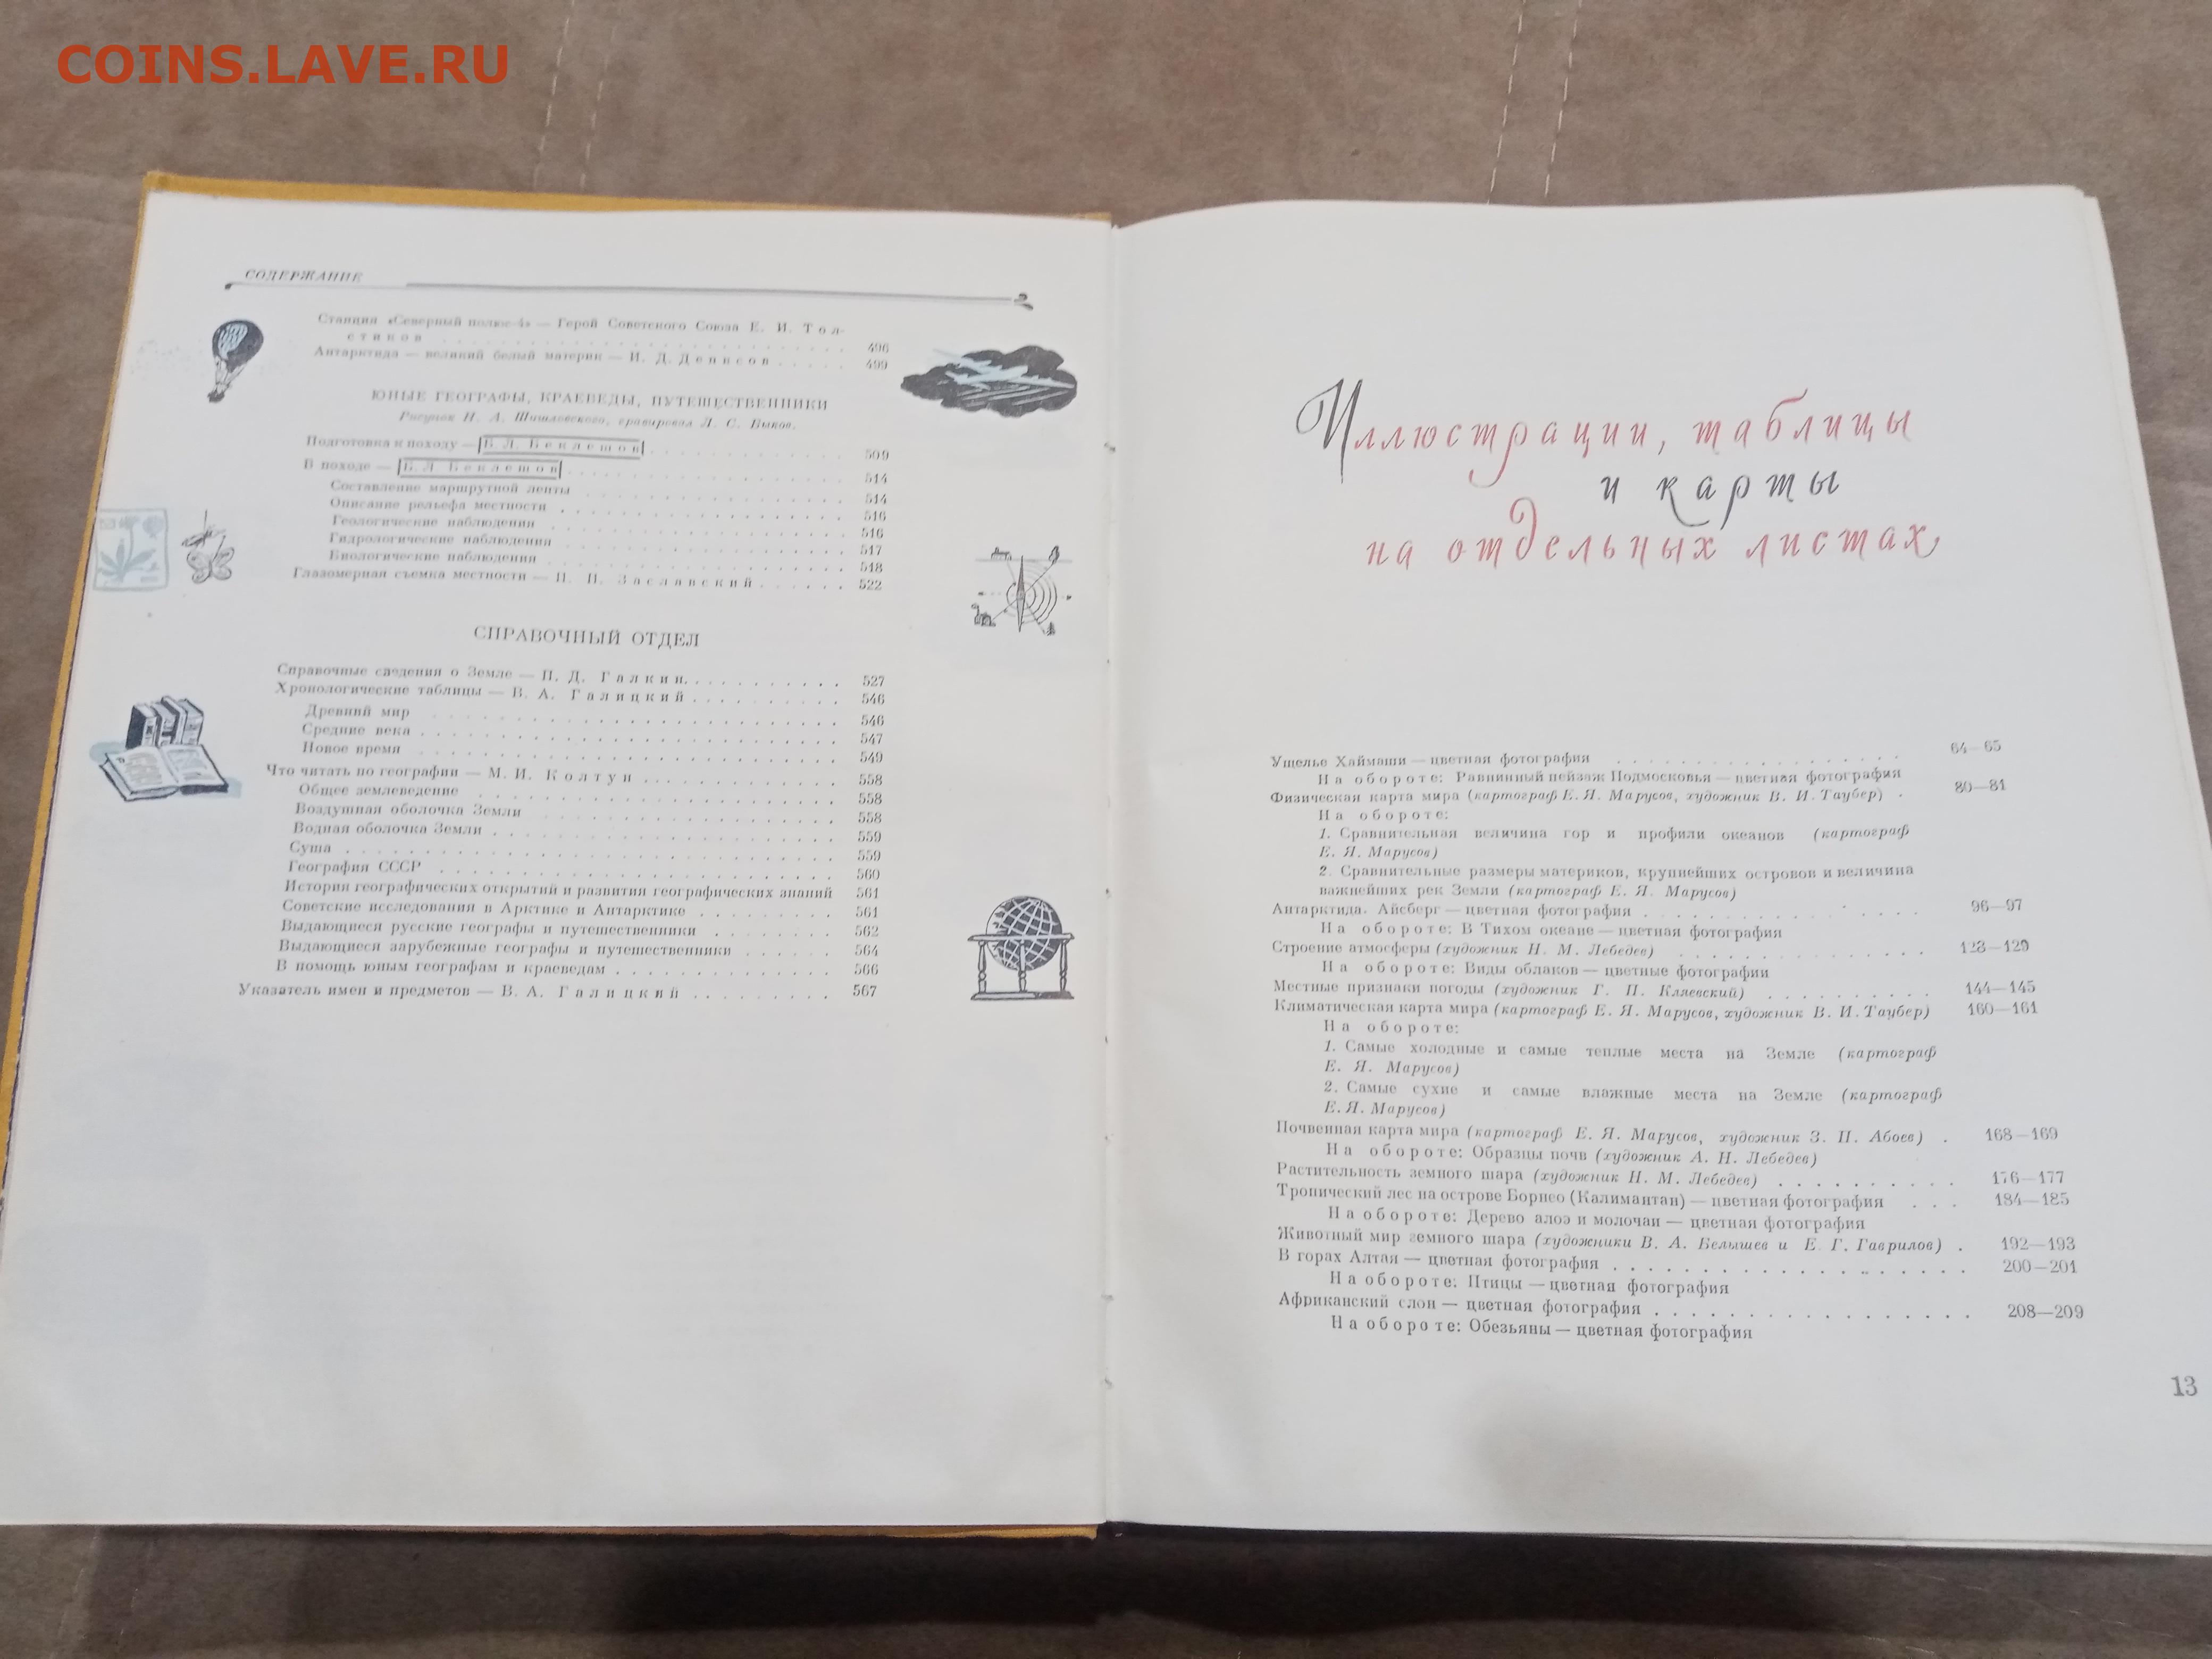 COINS.LAVE.RU
СОДЕРЖАНИЕ
Станция «Северный полюс-4» — Герой Советского Союза Е. И. Тол-
стиков . . . . . 496
Антарктида — великий белый материк — И. Д. Денисов . . . . . 499
ЮНЫЕ ГЕОГРАФЫ, КРАЕВЕДЫ, ПУТЕШЕСТВЕННИКИ
Рисунок Н. А. Шишловского, гравировал Л. С. Быков.
Подготовка к походу — Б. Л. Беклешов . . . . . 509
В походе — Б. Л. Беклешов . . . . . 514
Составление маршрутной ленты . . . . . 514
Описание рельефа местности . . . . . 516
Геологические наблюдения . . . . . 516
Гидрологические наблюдения . . . . . 517
Биологические наблюдения . . . . . 518
Глазомерная съемка местности — И. И. Заславский . . . . . 522
СПРАВОЧНЫЙ ОТДЕЛ
Справочные сведения о Земле — П. Д. Галкин. . . . . . 527
Хронологические таблицы — В. А. Галицкий . . . . . 546
Древний мир . . . . . 546
Средние века . . . . . 547
Новое время . . . . . 549
Что читать по географии — М. И. Колтун . . . . . 558
Общее землеведение . . . . . 558
Воздушная оболочка Земли . . . . . 558
Водная оболочка Земли . . . . . 559
Суша . . . . . 559
География СССР . . . . . 560
История географических открытий и развития географических знаний 561
Советские исследования в Арктике и Антарктике . . . . . 561
Выдающиеся русские географы и путешественники . . . . . 562
Выдающиеся зарубежные географы и путешественники . . . . . 564
В помощь юным географам и краеведам . . . . . 566
Указатель имен и предметов — В. А. Галицкий . . . . . 567
Иллюстрации, таблицы
и карты
на отдельных листах
Ущелье Хаймаши — цветная фотография . . . . . 64—65
На обороте: Равнинный пейзаж Подмосковья — цветная фотография
Физическая карта мира (картограф Е. Я. Марусов, художник В. И. Таубер) . 80—81
На обороте:
1. Сравнительная величина гор и профили океанов (картограф
Е. Я. Марусов)
2. Сравнительные размеры материков, крупнейших островов и величина
важнейших рек Земли (картограф Е. Я. Марусов)
Антарктида. Айсберг — цветная фотография . . . . . 96—97
На обороте: В Тихом океане — цветная фотография
Строение атмосферы (художник Н. М. Лебедев) . . . . . 128—129
На обороте: Виды облаков — цветные фотографии
Местные признаки погоды (художник Г. П. Кляевский) . . . . . 144—145
Климатическая карта мира (картограф Е. Я. Марусов, художник В. И. Таубер) 160—161
На обороте:
1. Самые холодные и самые теплые места на Земле (картограф
Е. Я. Марусов)
2. Самые сухие и самые влажные места на Земле (картограф
Е. Я. Марусов)
Почвенная карта мира (картограф Е. Я. Марусов, художник З. П. Абоев) . 168—169
На обороте: Образцы почв (художник А. Н. Лебедев)
Растительность земного шара (художник Н. М. Лебедев) . . . . . 176—177
Тропический лес на острове Борнео (Калимантан) — цветная фотография . . . 184—185
На обороте: Дерево алоэ и молочаи — цветная фотография
Животный мир земного шара (художники В. А. Белышев и Е. Г. Гаврилов) . 192—193
В горах Алтая — цветная фотография . . . . . 200—201
На обороте: Птицы — цветная фотография
Африканский слон — цветная фотография . . . . . 208—209
На обороте: Обезьяны — цветная фотография
13